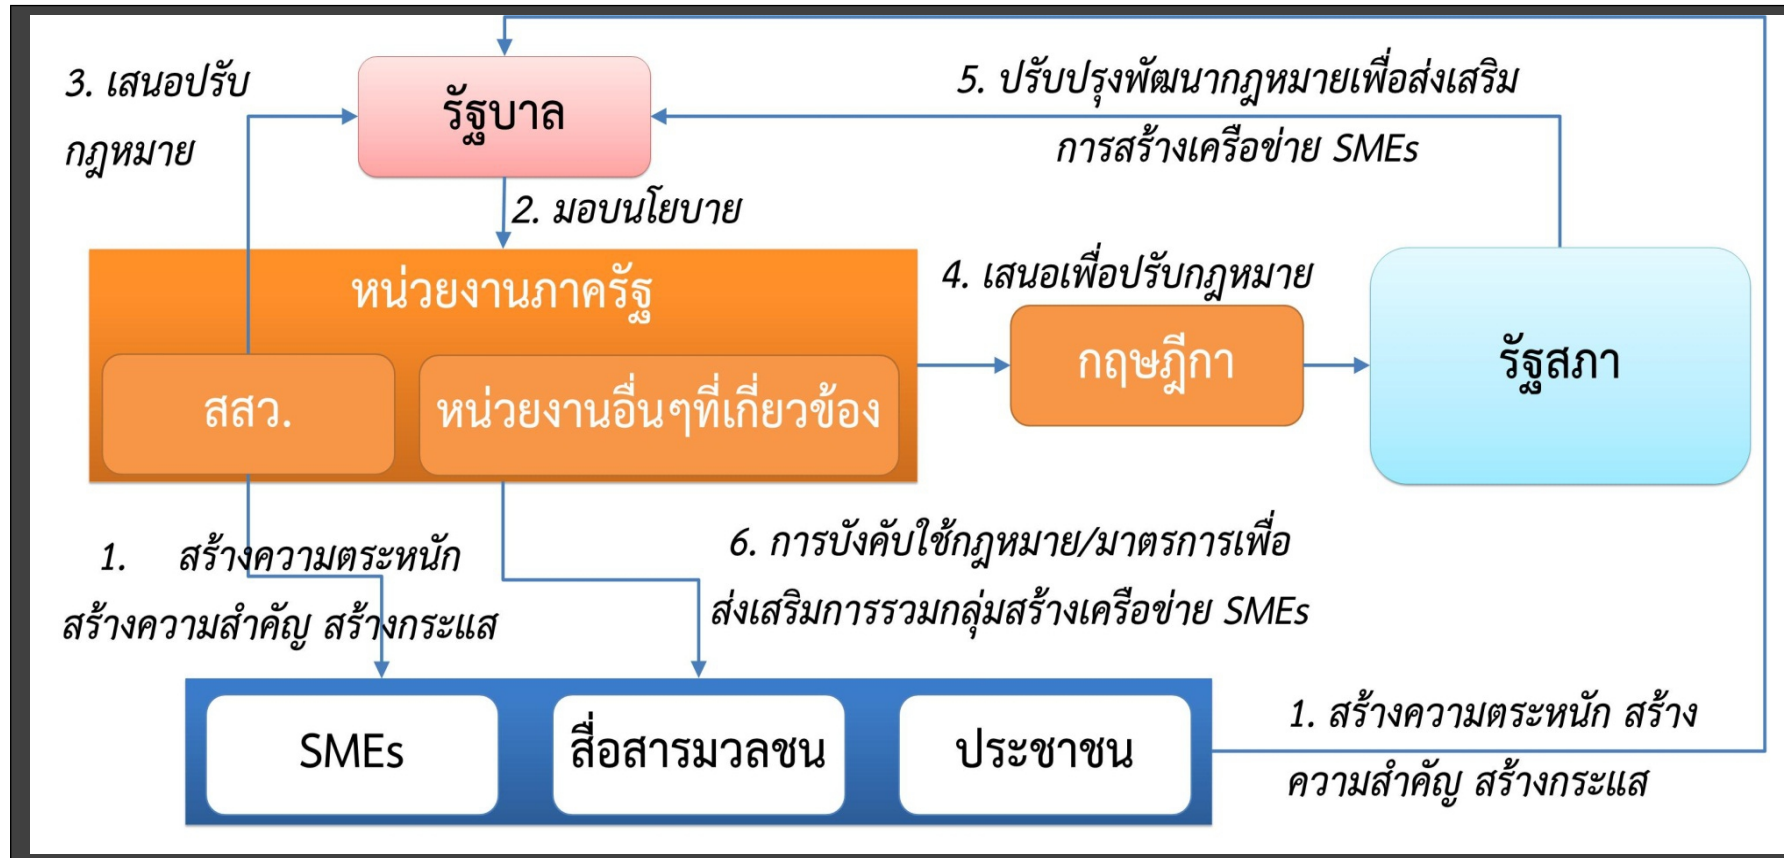 3. เสนอปรับ
กฎหมาย
รัฐบาล
5. ปรับปรุงพัฒนากฎหมายเพื่อส่งเสริม
การสร้างเครือข่าย SMEs
2. มอบนโยบาย
หน่วยงานภาครัฐ
สสว.
หน่วยงานอื่นๆที่เกี่ยวข้อง
4. เสนอเพื่อปรับกฎหมาย
กฤษฎีกา
รัฐสภา
1. สร้างความตระหนัก
สร้างความสำคัญ สร้างกระแส
6. การบังคับใช้กฎหมาย/มาตรการเพื่อ
ส่งเสริมการรวมกลุ่มสร้างเครือข่าย SMEs
SMEs
สื่อสารมวลชน
ประชาชน
1. สร้างความตระหนัก สร้าง
ความสำคัญ สร้างกระแส